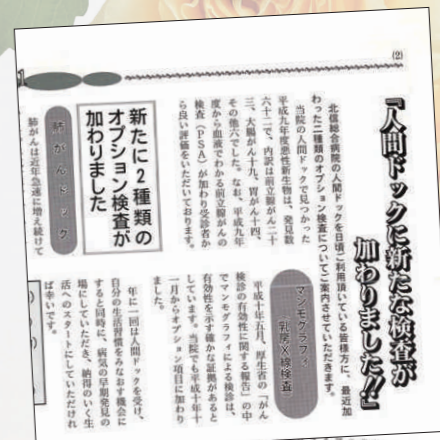 (2)
『人間ドックに新たな検査が
加わりました!!』
北信総合病院の人間ドックを日頃ご利用頂いている皆様方に、最近加
わった二種類のオプション検査についてご案内させていただきます。
当院の人間ドックで見つかった
平成九年度悪性新生物は、発見数
六十二で、内訳は前立腺がん二十
三、大腸がん十九、胃がん十四、
その他六でした。なお、平成九年
度から血液でわかる前立腺がんの
検査(PSA)が加わり受診者か
ら良い評価をいただいております。
新たに2種類の
オプション検査が
加わりました
肺がんドック
肺がんは近年急速に増え続けて
マンモグラフィ
(乳房X線検査)
平成十年五月、厚生省の「がん
検診の有効性に関する報告」の中
でマンモグラフィによる検診は、
有効性を示す確かな証拠があると
しています。当院でも平成十年十
一月からオプション項目に加わり
ました。
年に一回は人間ドックを受け、
自分の生活習慣をみなおす機会に
すると同時に、病気の早期発見の
場にしていただき、納得のいく生
活へのスタートにしていただけれ
ば幸いです。